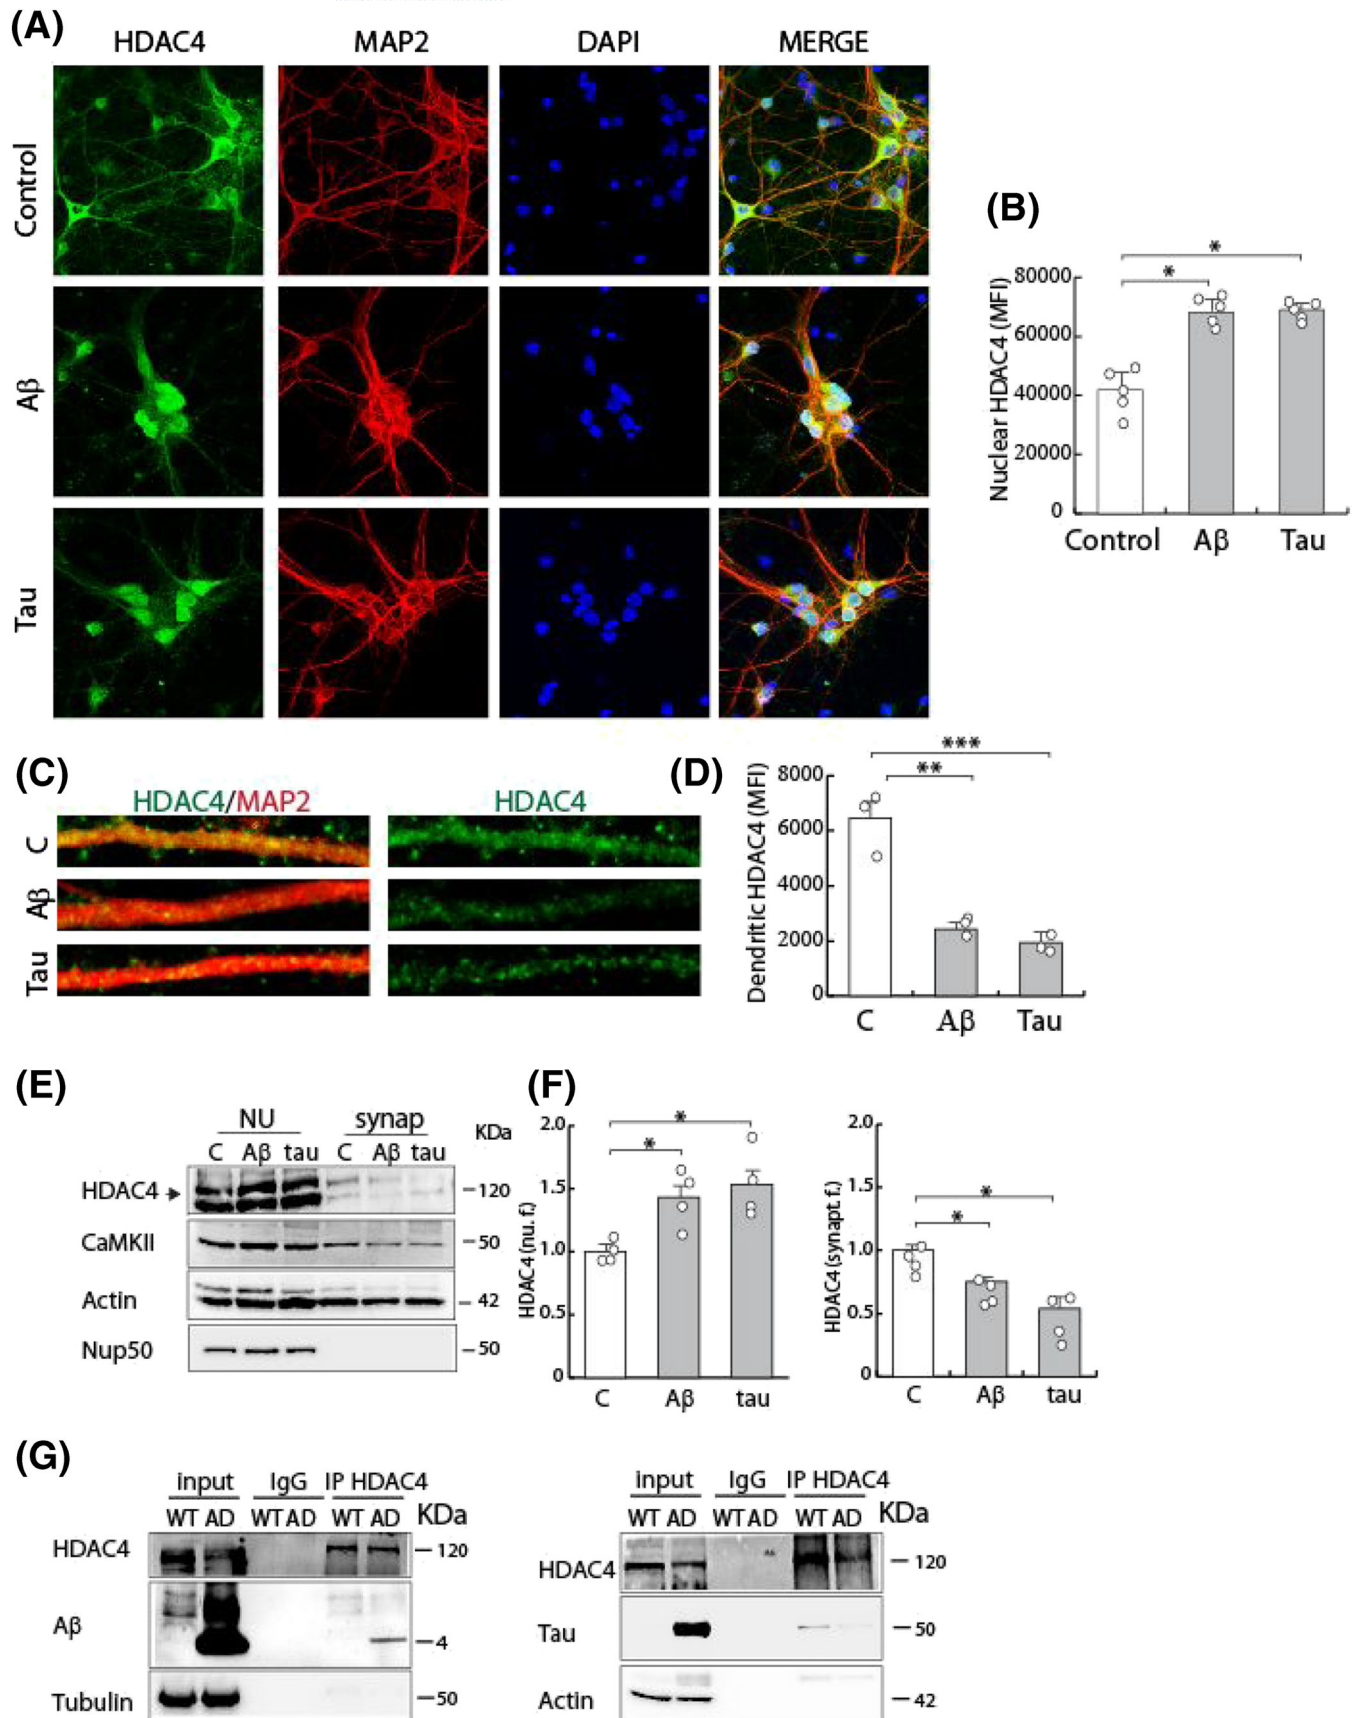 (A)
HDAC4 MAP2 DAPI MERGE
Control
Aβ
Tau
(B)
* 
*
Nuclear HDAC4 (MFI)
80000
60000
40000
20000
0
Control Aβ Tau
(C)
HDAC4/MAP2 HDAC4
C
Aβ
Tau
(D)
***
**
Dendritic HDAC4 (MFI)
8000
6000
4000
2000
0
C Aβ Tau
(E)
NU synap KDa
C Aβ tau C Aβ tau
HDAC4 120
CaMKII 50
Actin 42
Nup50 50
(F)
*
*
HDAC4 (nu. f.)
2.0
1.5
1.0
0.5
0
C Aβ tau
*
*
HDAC4 (synapt. f.)
2.0
1.5
1.0
0.5
0
C Aβ tau
(G)
input IgG IP HDAC4
WT AD WT AD WT AD KDa
HDAC4 120
Aβ 4
Tubulin 50
input IgG IP HDAC4
WT AD WT AD WT AD KDa
HDAC4 120
Tau 50
Actin 42